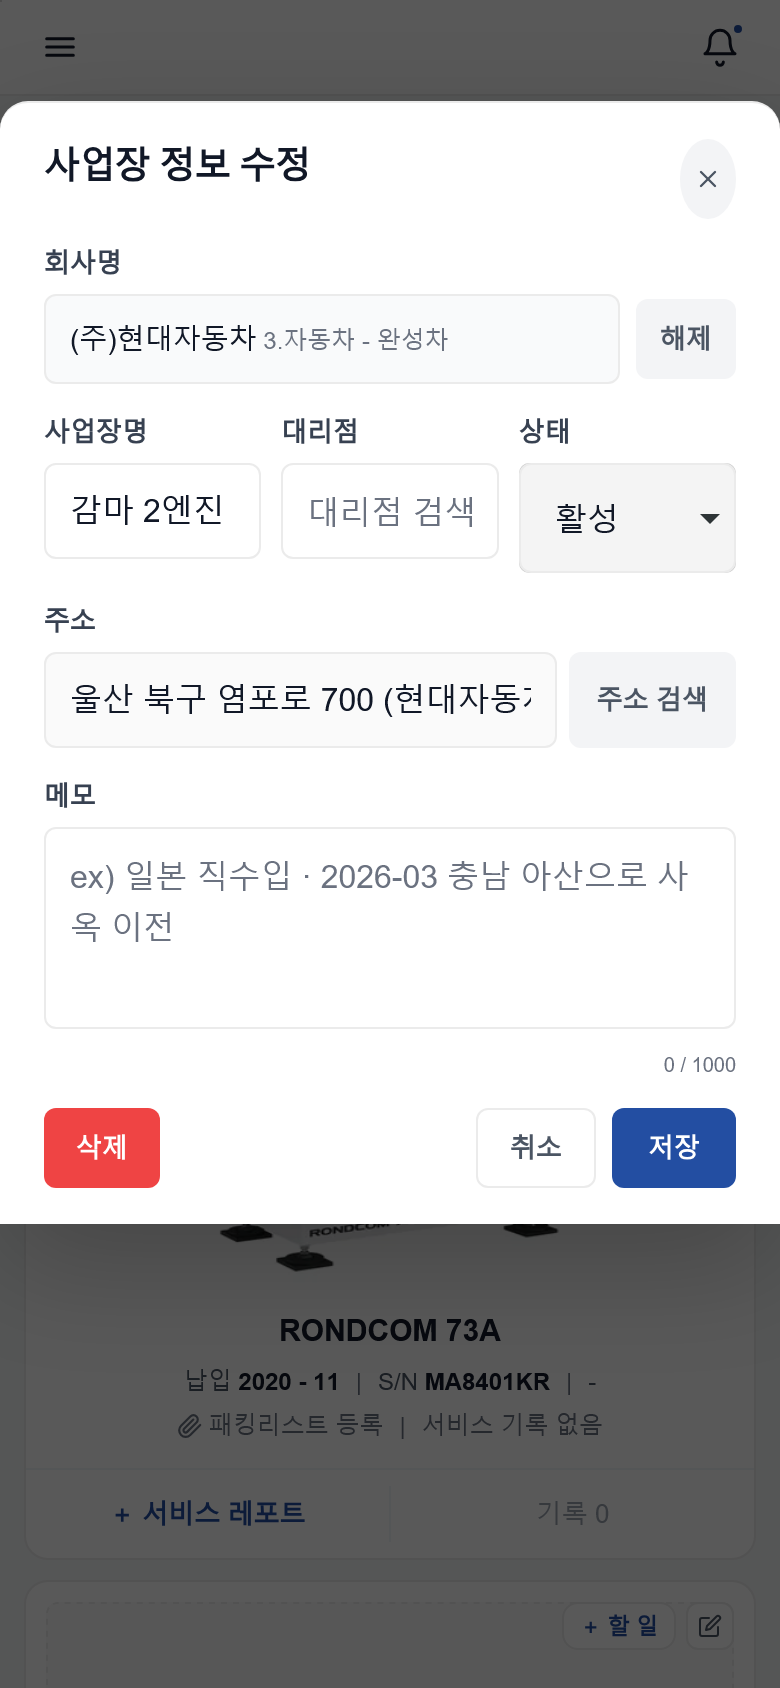 사업장 정보 수정
회사명
(주)현대자동차 3.자동차 - 완성차
해제
사업장명 대리점 상태
감마 2엔진 대리점 검색 활성
주소
울산 북구 염포로 700 (현대자동
주소 검색
메모
ex) 일본 직수입 · 2026-03 충남 아산으로 사
옥 이전
0 / 1000
삭제 취소 저장
RONDCOM
RONDCOM 73A
납입 2020 - 11 | S/N MA8401KR | -
패킹리스트 등록 | 서비스 기록 없음
+ 서비스 레포트 기록 0
+ 할 일